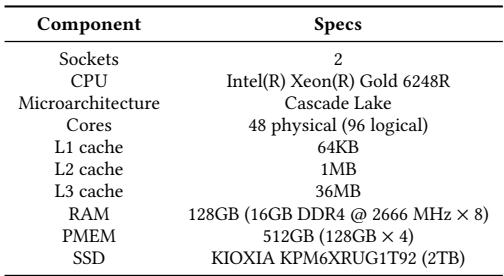 Component Specs
Sockets 2
CPU Intel(R) Xeon(R) Gold 6248R
Microarchitecture Cascade Lake
Cores 48 physical (96 logical)
L1 cache 64KB
L2 cache 1MB
L3 cache 36MB
RAM 128GB (16GB DDR4 @ 2666 MHz × 8)
PMEM 512GB (128GB × 4)
SSD KIOXIA KPM6XRUG1T92 (2TB)